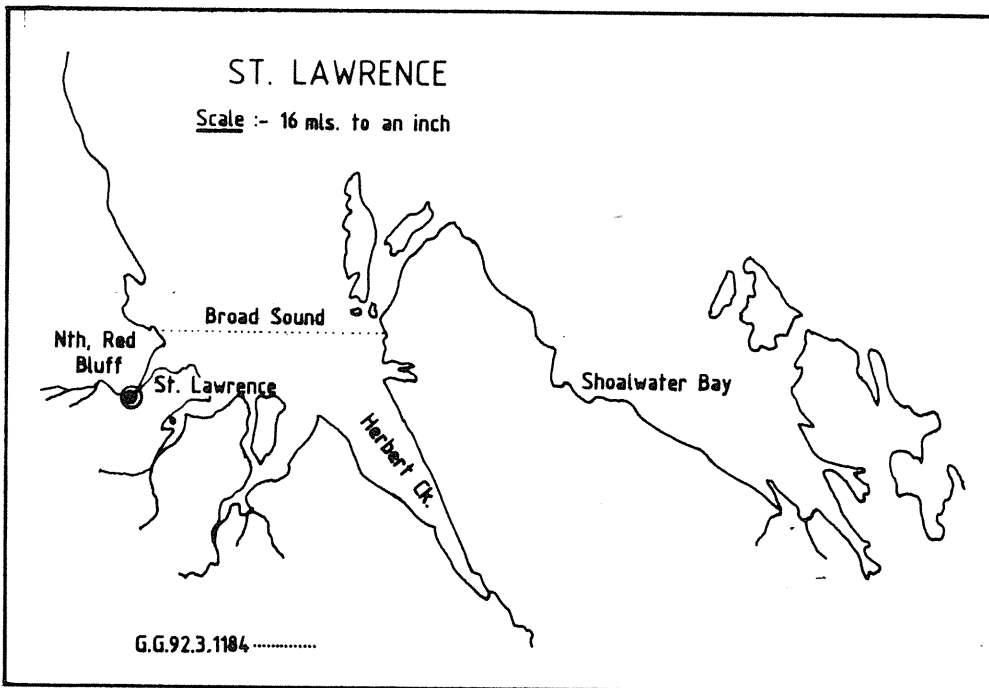 ST. LAWRENCE
Scale :- 16 mls. to an inch
Broad Sound
Nth, Red
Bluff
St. Lawrence
Shoalwater Bay
Herbert Ck.
G.G.92.3.1184..............